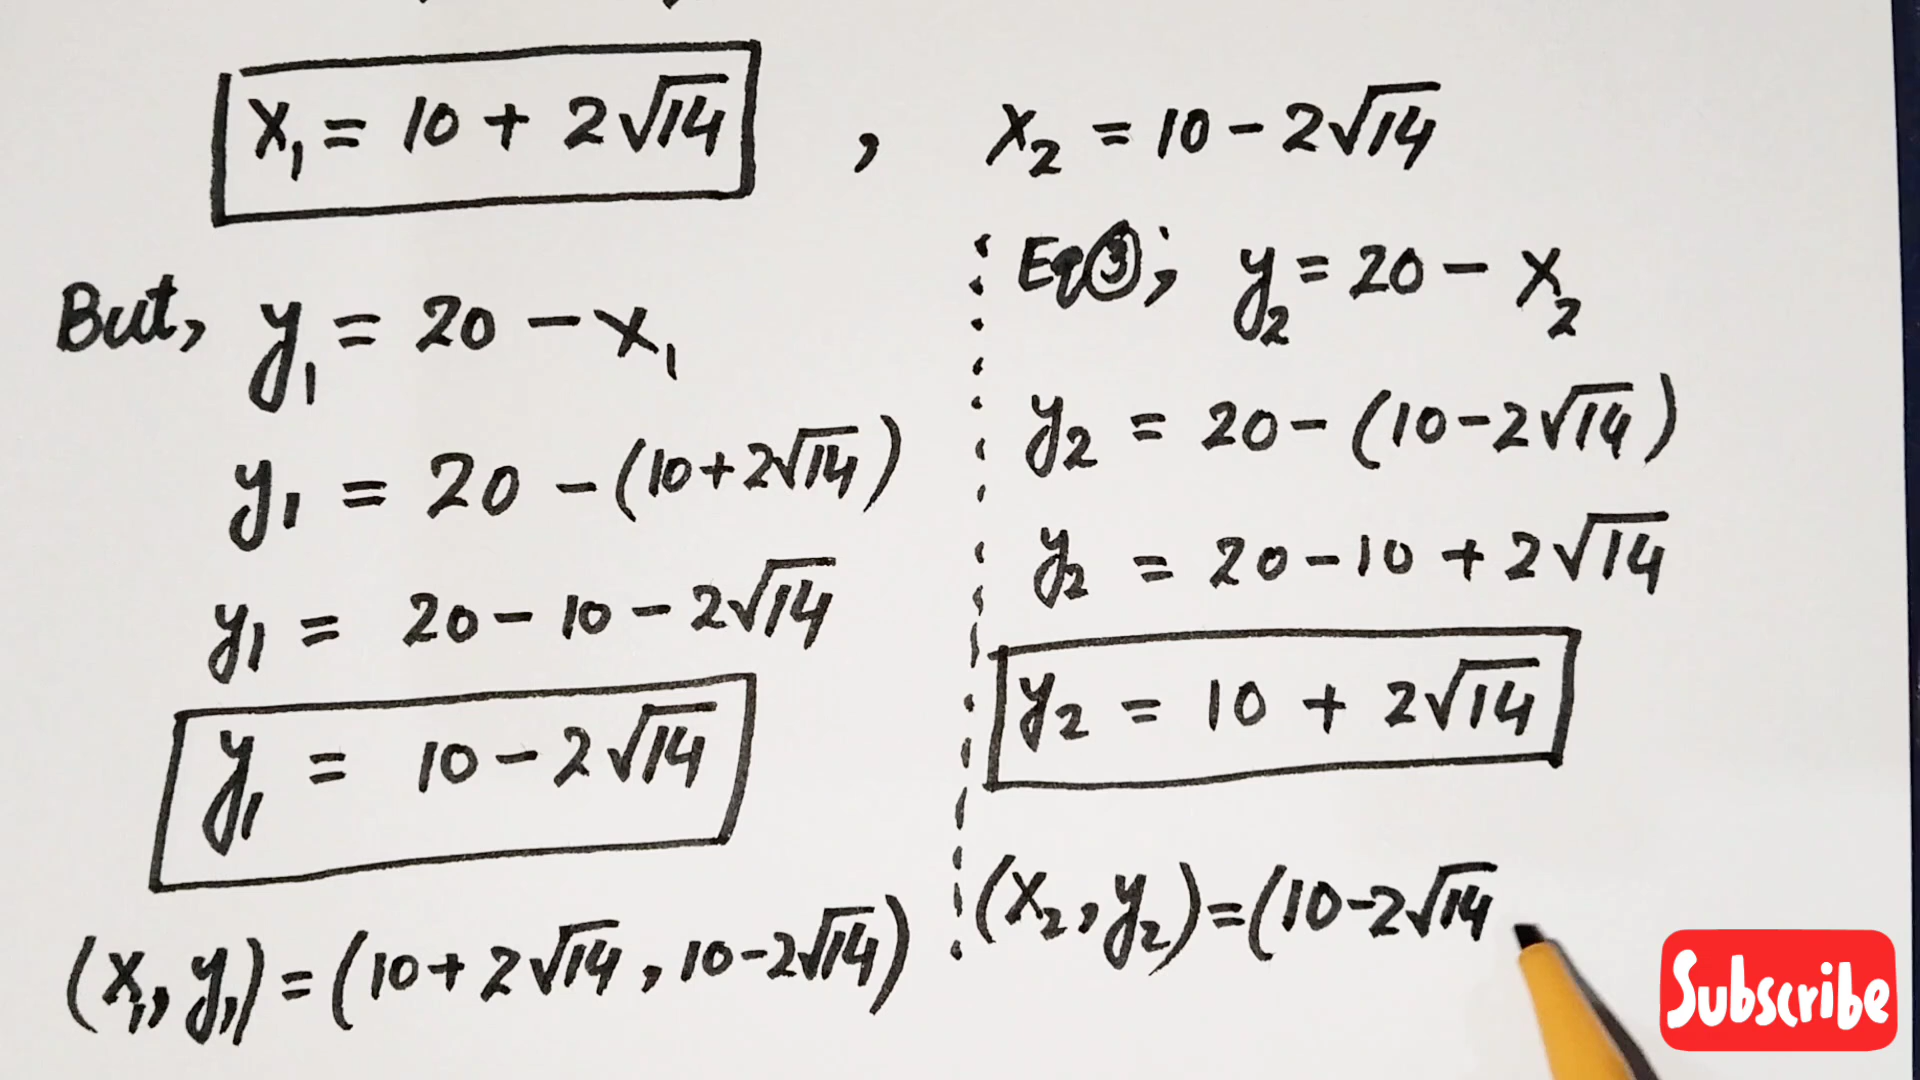 x₁ = 10 + 2√14 , x₂ = 10 - 2√14
But, y₁ = 20 - x₁
y₁ = 20 - (10+2√14)
y₁ = 20 - 10 - 2√14
y₁ = 10 - 2√14
(x₁, y₁) = (10 + 2√14, 10-2√14)
Eq③; y₂ = 20 - x₂
y₂ = 20 - (10-2√14)
y₂ = 20 - 10 + 2√14
y₂ = 10 + 2√14
(x₂, y₂) = (10-2√14
Subscribe